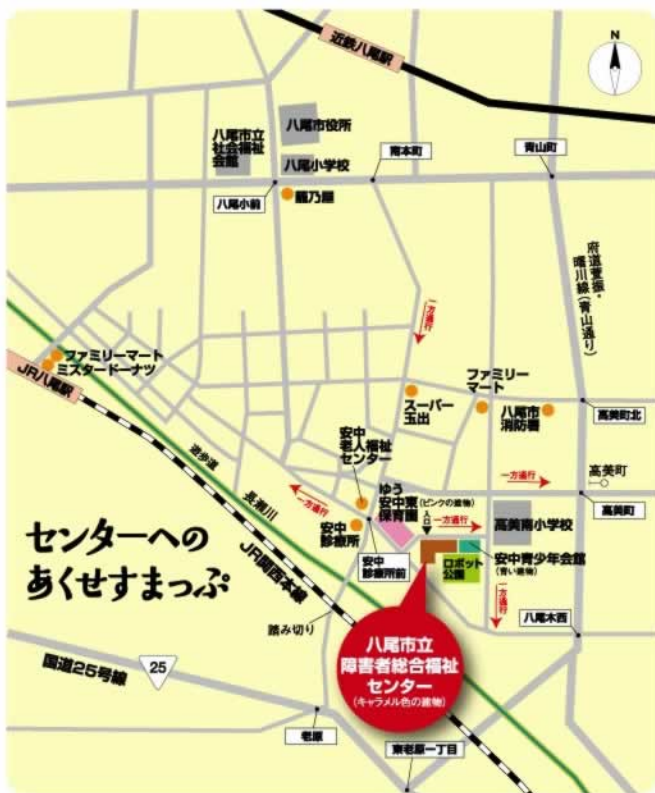 近鉄八尾駅
N
八尾市役所
八尾市立
社会福祉
会館
八尾小学校
南本町
青山町
八尾小前
籠乃屋
府道萱振・
曙川線(青山通り)
一方通行
ファミリーマート
ミスタードーナツ
JR八尾駅
ファミリー
マート
スーパー
玉出
八尾市
消防署
高美町北
安中
老人福祉
センター
遊歩道
長瀬川
一方通行
高美町
ゆう
安中東
保育園
(ピンクの建物)
一方通行
高美町
入口
一方通行
高美南小学校
安中
診療所
安中
診療所前
ロボット
公園
安中青少年会館
(青い建物)
センターへの
あくせすまっぷ
JR関西本線
一方通行
八尾木西
踏み切り
八尾市立
障害者総合福祉
センター
(キャラメル色の建物)
国道25号線
25
老原
東老原一丁目